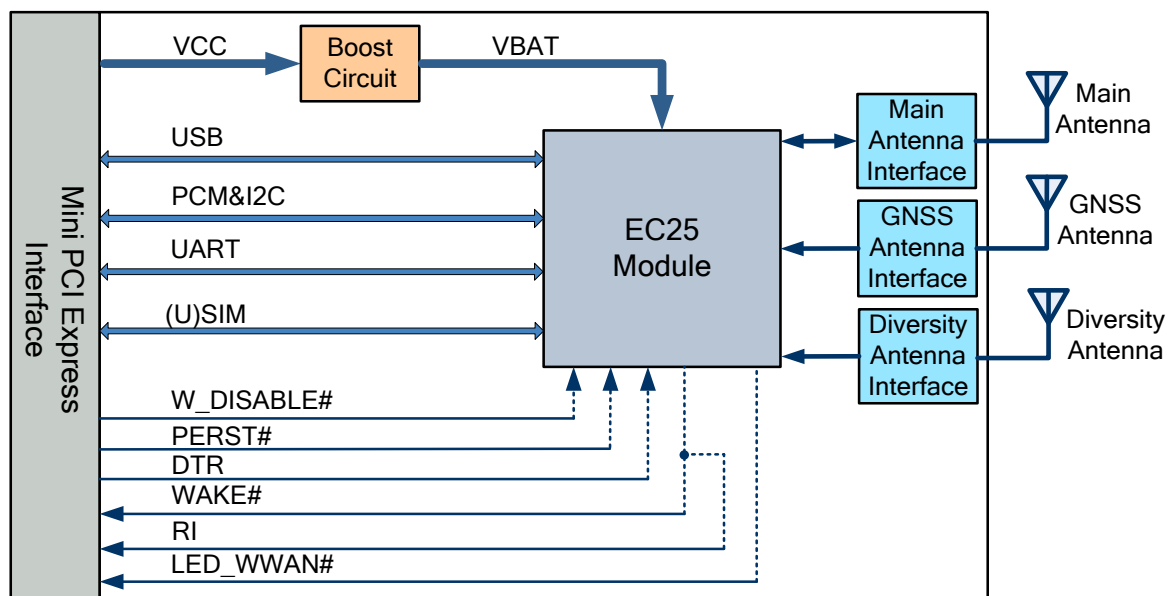 VCC
Boost
Circuit
VBAT
Main
Antenna
Interface
Main
Antenna
USB
PCM&I2C
UART
(U)SIM
EC25
Module
GNSS
Antenna
Interface
GNSS
Antenna
Diversity
Antenna
Interface
Diversity
Antenna
Mini PCI Express
Interface
W_DISABLE#
PERST#
DTR
WAKE#
RI
LED_WWAN#